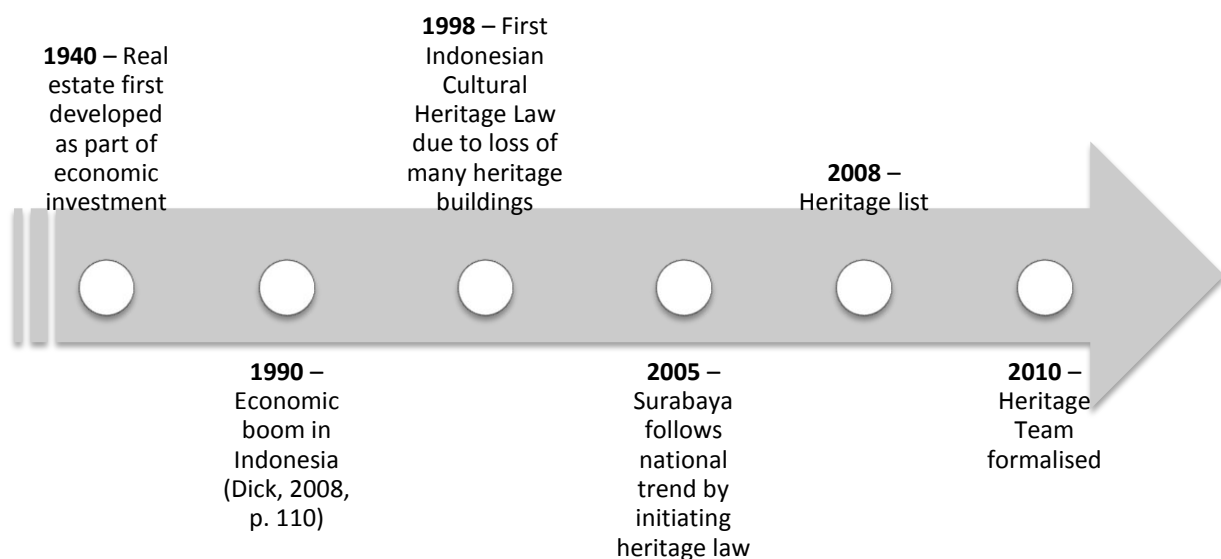 1940 – Real
estate first
developed
as part of
economic
investment
1990 –
Economic
boom in
Indonesia
(Dick, 2008,
p. 110)
1998 – First
Indonesian
Cultural
Heritage Law
due to loss of
many heritage
buildings
2005 –
Surabaya
follows
national
trend by
initiating
heritage law
2008 –
Heritage list
2010 –
Heritage
Team
formalised